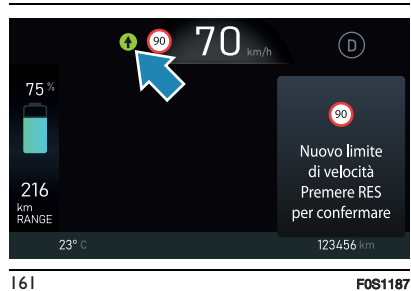 90
70 km/h
D
75 %
90
Nuovo limite
di velocità
Premere RES
per confermare
216
km
RANGE
23° C
123456 km
161
F0S1187